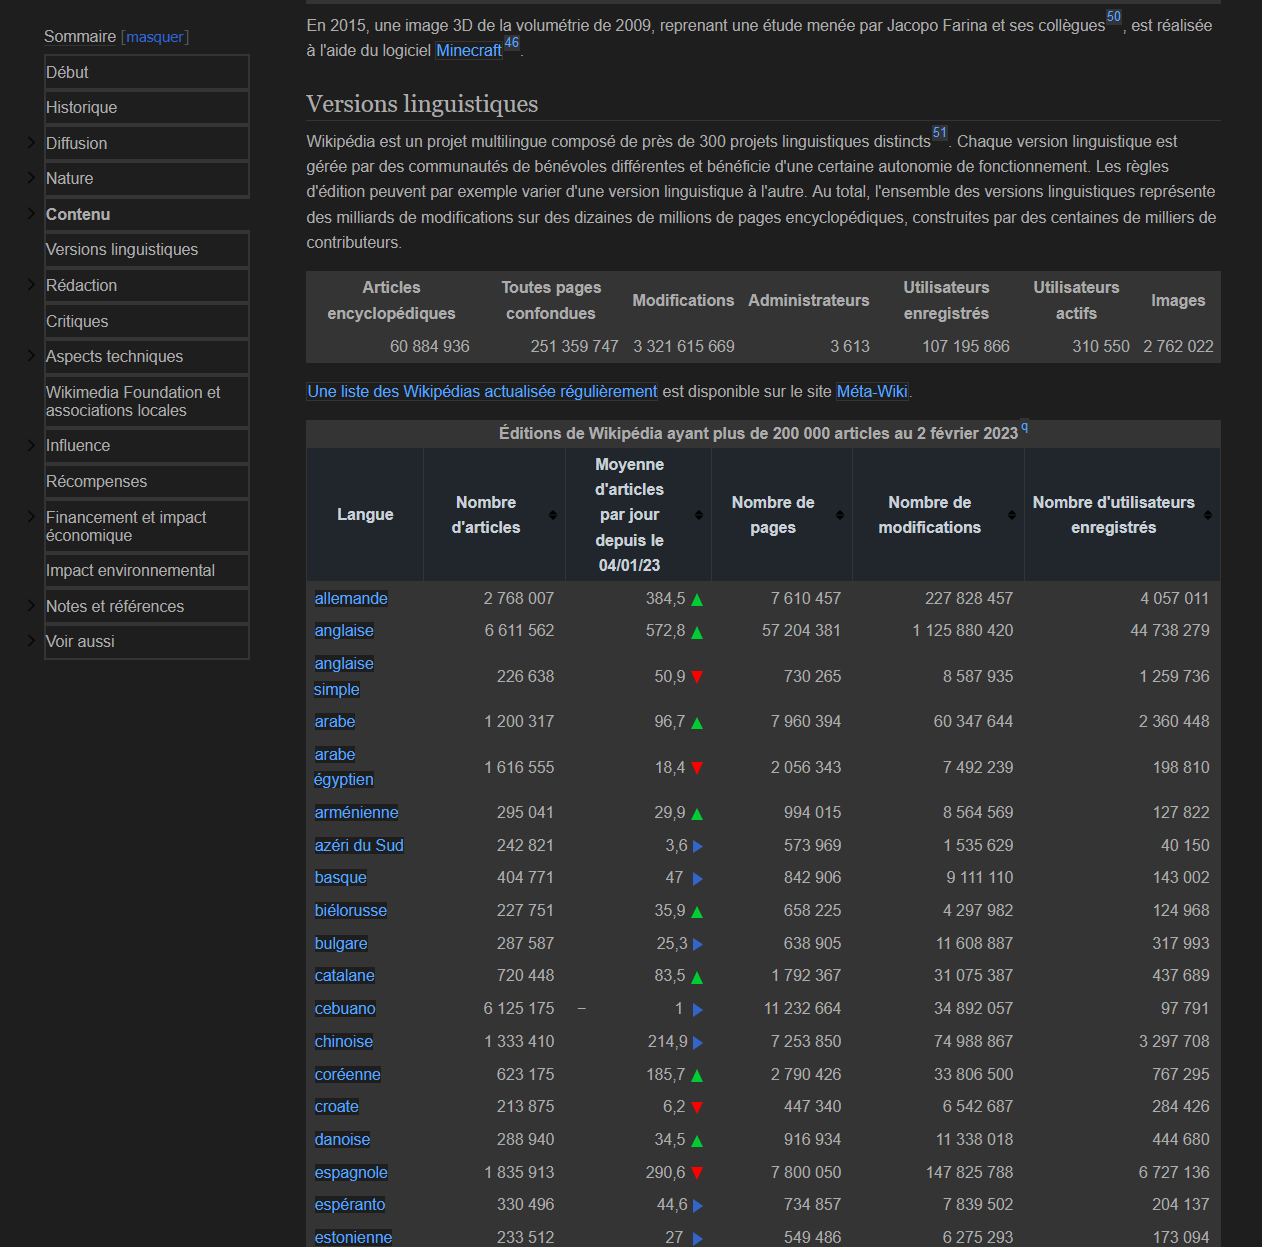 Sommaire [masquer]
Début
Historique
Diffusion
Nature
Contenu
Versions linguistiques
Rédaction
Critiques
Aspects techniques
Wikimedia Foundation et
associations locales
Influence
Récompenses
Financement et impact
économique
Impact environnemental
Notes et références
Voir aussi
En 2015, une image 3D de la volumétrie de 2009, reprenant une étude menée par Jacopo Farina et ses collègues50, est réalisée
à l'aide du logiciel Minecraft46.
Versions linguistiques
Wikipédia est un projet multilingue composé de près de 300 projets linguistiques distincts51. Chaque version linguistique est
gérée par des communautés de bénévoles différentes et bénéficie d'une certaine autonomie de fonctionnement. Les règles
d'édition peuvent par exemple varier d'une version linguistique à l'autre. Au total, l'ensemble des versions linguistiques représente
des milliards de modifications sur des dizaines de millions de pages encyclopédiques, construites par des centaines de milliers de
contributeurs.
Articles encyclopédiques Toutes pages confondues Modifications Administrateurs Utilisateurs enregistrés Utilisateurs actifs Images
60 884 936 251 359 747 3 321 615 669 3 613 107 195 866 310 550 2 762 022
Une liste des Wikipédias actualisée régulièrement est disponible sur le site Méta-Wiki.
Éditions de Wikipédia ayant plus de 200 000 articles au 2 février 2023 q
Langue Nombre d'articles Moyenne d'articles par jour depuis le 04/01/23 Nombre de pages Nombre de modifications Nombre d'utilisateurs enregistrés
allemande 2 768 007 384,5 7 610 457 227 828 457 4 057 011
anglaise 6 611 562 572,8 57 204 381 1 125 880 420 44 738 279
anglaise simple 226 638 50,9 730 265 8 587 935 1 259 736
arabe 1 200 317 96,7 7 960 394 60 347 644 2 360 448
arabe égyptien 1 616 555 18,4 2 056 343 7 492 239 198 810
arménienne 295 041 29,9 994 015 8 564 569 127 822
azéri du Sud 242 821 3,6 573 969 1 535 629 40 150
basque 404 771 47 842 906 9 111 110 143 002
biélorusse 227 751 35,9 658 225 4 297 982 124 968
bulgare 287 587 25,3 638 905 11 608 887 317 993
catalane 720 448 83,5 1 792 367 31 075 387 437 689
cebuano 6 125 175 – 1 11 232 664 34 892 057 97 791
chinoise 1 333 410 214,9 7 253 850 74 988 867 3 297 708
coréenne 623 175 185,7 2 790 426 33 806 500 767 295
croate 213 875 6,2 447 340 6 542 687 284 426
danoise 288 940 34,5 916 934 11 338 018 444 680
espagnole 1 835 913 290,6 7 800 050 147 825 788 6 727 136
espéranto 330 496 44,6 734 857 7 839 502 204 137
estonienne 233 512 27 549 486 6 275 293 173 094